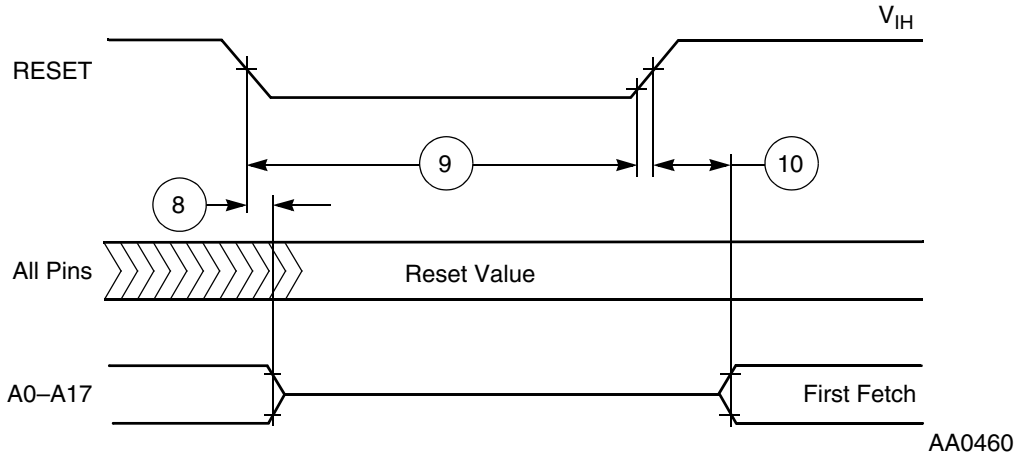 V_IH
RESET
9
10
8
All Pins
Reset Value
A0–A17
First Fetch
AA0460